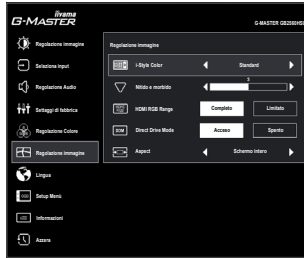 iiyama
G-MASTER
G-MASTER GB2560HSU
Regolazione immagine
Selezione input
Regolazione Audio
Settaggi di fabbrica
Regolazione Colore
Regolazione immagine
Lingua
Setup Menù
Informazioni
Azzera
Regolazione immagine
i-Style Color
Standard
Nitido e morbido
3
HDMI RGB Range
Completo
Limitato
Direct Drive Mode
Acceso
Spento
Aspect
Schermo intero